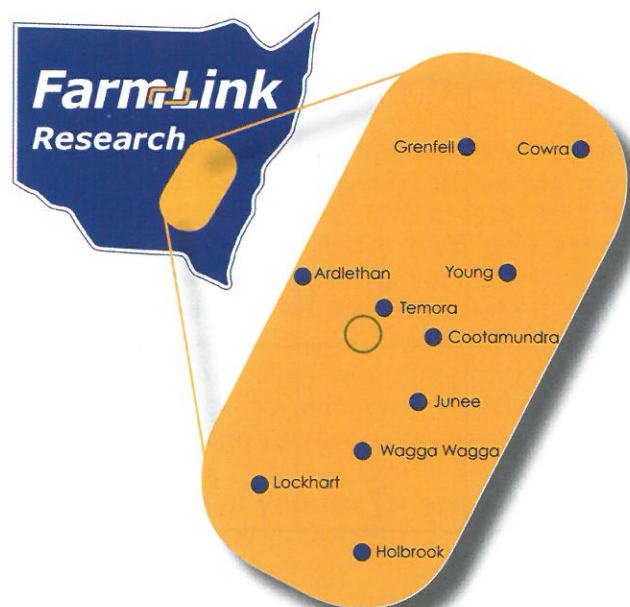 FarmLink
Research
Grenfell
Cowra
Ardlethan
Young
Temora
Cootamundra
Junee
Wagga Wagga
Lockhart
Holbrook